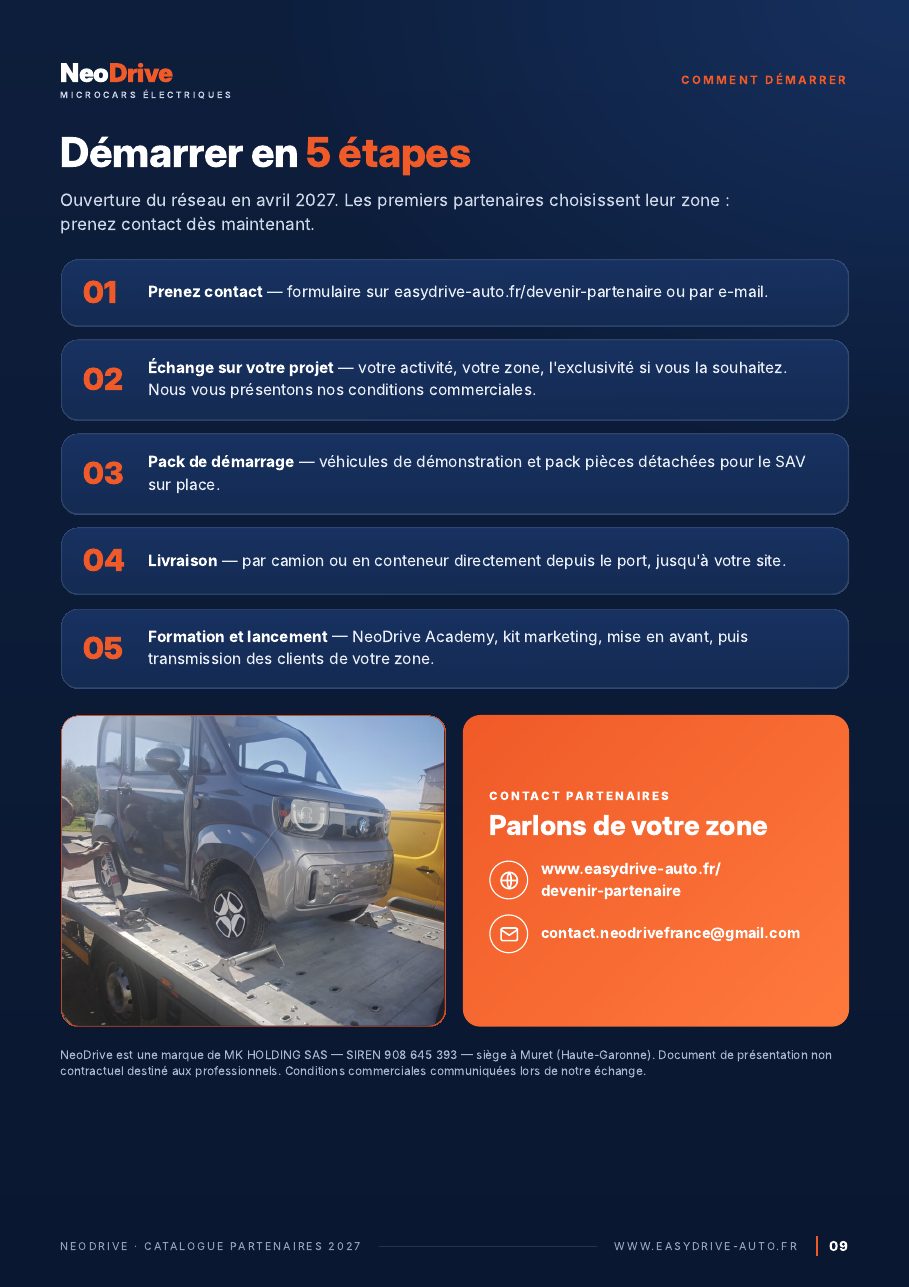 NeoDrive
MICROCARS ÉLECTRIQUES
COMMENT DÉMARRER
Démarrer en 5 étapes
Ouverture du réseau en avril 2027. Les premiers partenaires choisissent leur zone :
prenez contact dès maintenant.
01
Prenez contact — formulaire sur easydrive-auto.fr/devenir-partenaire ou par e-mail.
02
Échange sur votre projet — votre activité, votre zone, l'exclusivité si vous la souhaitez.
Nous vous présentons nos conditions commerciales.
03
Pack de démarrage — véhicules de démonstration et pack pièces détachées pour le SAV
sur place.
04
Livraison — par camion ou en conteneur directement depuis le port, jusqu'à votre site.
05
Formation et lancement — NeoDrive Academy, kit marketing, mise en avant, puis
transmission des clients de votre zone.
CONTACT PARTENAIRES
Parlons de votre zone
www.easydrive-auto.fr/
devenir-partenaire
contact.neodrivefrance@gmail.com
NeoDrive est une marque de MK HOLDING SAS — SIREN 908 645 393 — siège à Muret (Haute-Garonne). Document de présentation non
contractuel destiné aux professionnels. Conditions commerciales communiquées lors de notre échange.
NEODRIVE · CATALOGUE PARTENAIRES 2027
WWW.EASYDRIVE-AUTO.FR
09